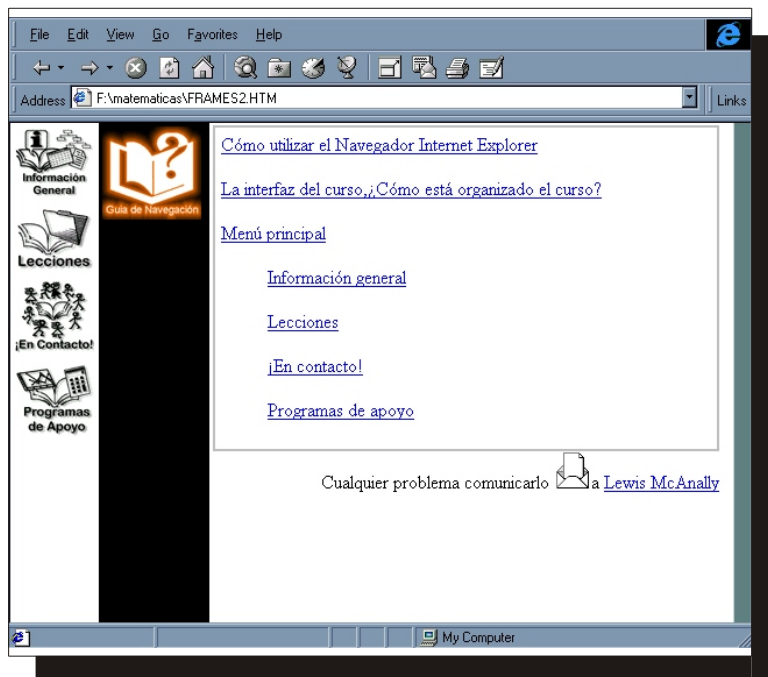 File Edit View Go Favorites Help
Address F:\matematicas\FRAMES2.HTM Links
Información
General
Lecciones
¡En Contacto!
Programas
de Apoyo
Guía de Navegación
Cómo utilizar el Navegador Internet Explorer
La interfaz del curso,¿Cómo está organizado el curso?
Menú principal
Información general
Lecciones
¡En contacto!
Programas de apoyo
Cualquier problema comunicarlo a Lewis McAnally
My Computer